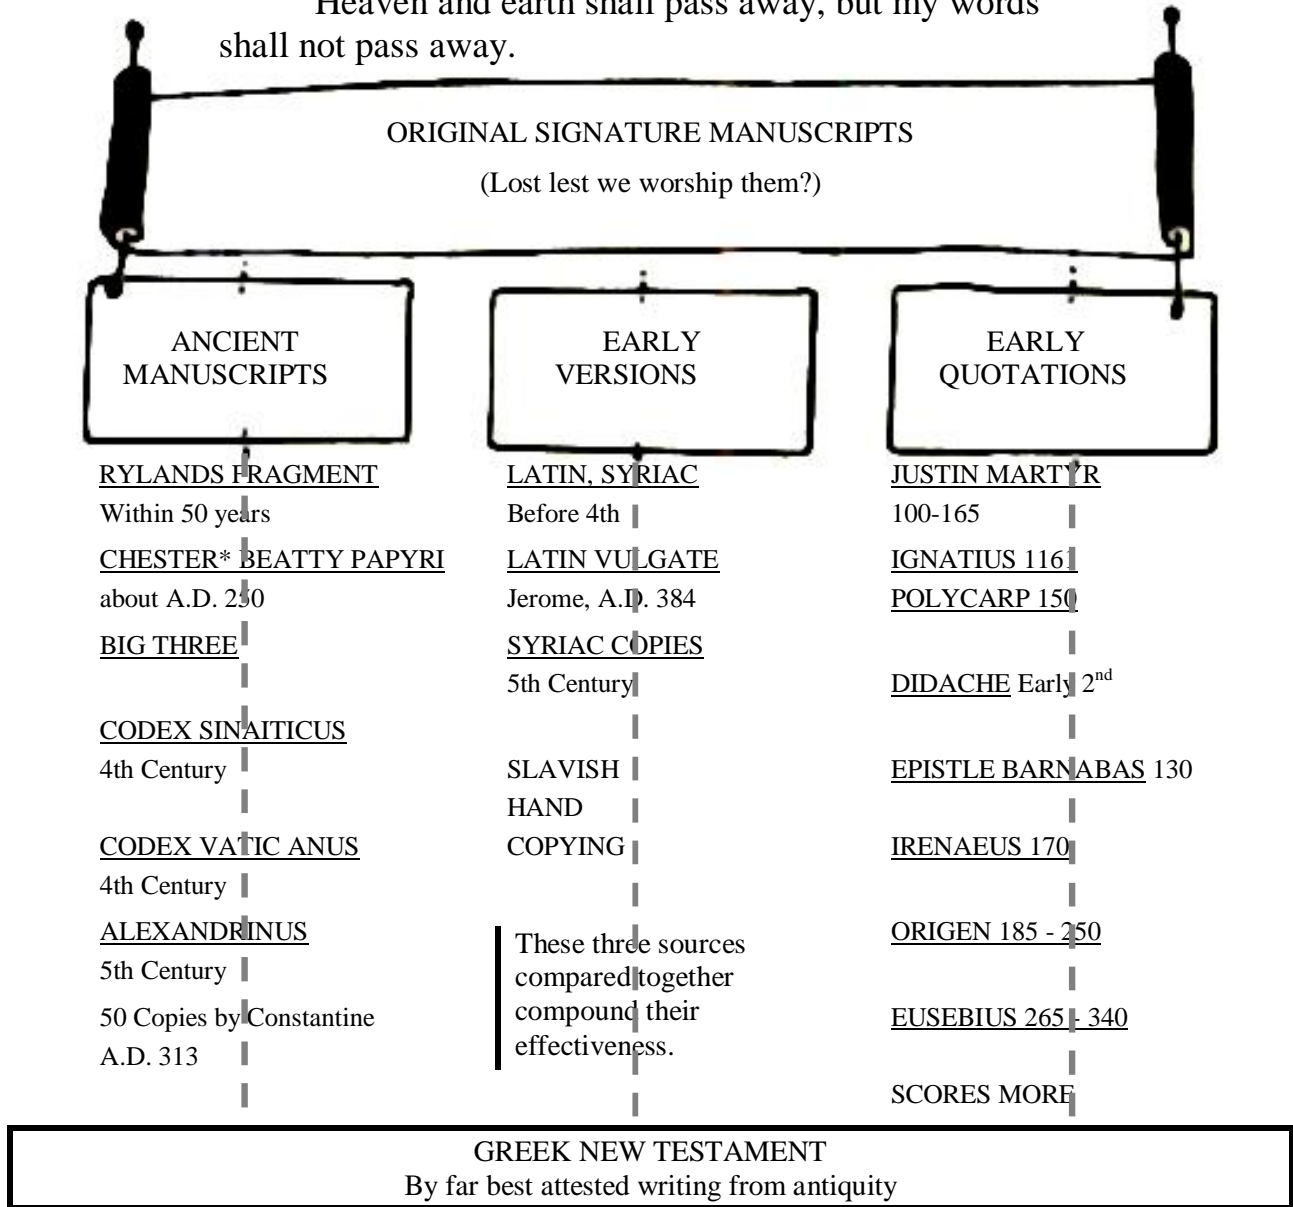 Heaven and earth shall pass away, but my words
shall not pass away.
ORIGINAL SIGNATURE MANUSCRIPTS
(Lost lest we worship them?)
ANCIENT
MANUSCRIPTS
RYLANDS FRAGMENT
Within 50 years
CHESTER* BEATTY PAPYRI
about A.D. 250
BIG THREE
CODEX SINAITICUS
4th Century
CODEX VATIC ANUS
4th Century
ALEXANDRINUS
5th Century
50 Copies by Constantine
A.D. 313
EARLY
VERSIONS
LATIN, SYRIAC
Before 4th
LATIN VULGATE
Jerome, A.D. 384
SYRIAC COPIES
5th Century
SLAVISH
HAND
COPYING
These three sources
compared together
compound their
effectiveness.
EARLY
QUOTATIONS
JUSTIN MARTYR
100-165
IGNATIUS 1161
POLYCARP 150
DIDACHE Early 2nd
EPISTLE BARNABAS 130
IRENAEUS 170
ORIGEN 185 - 250
EUSEBIUS 265 - 340
SCORES MORE
GREEK NEW TESTAMENT
By far best attested writing from antiquity